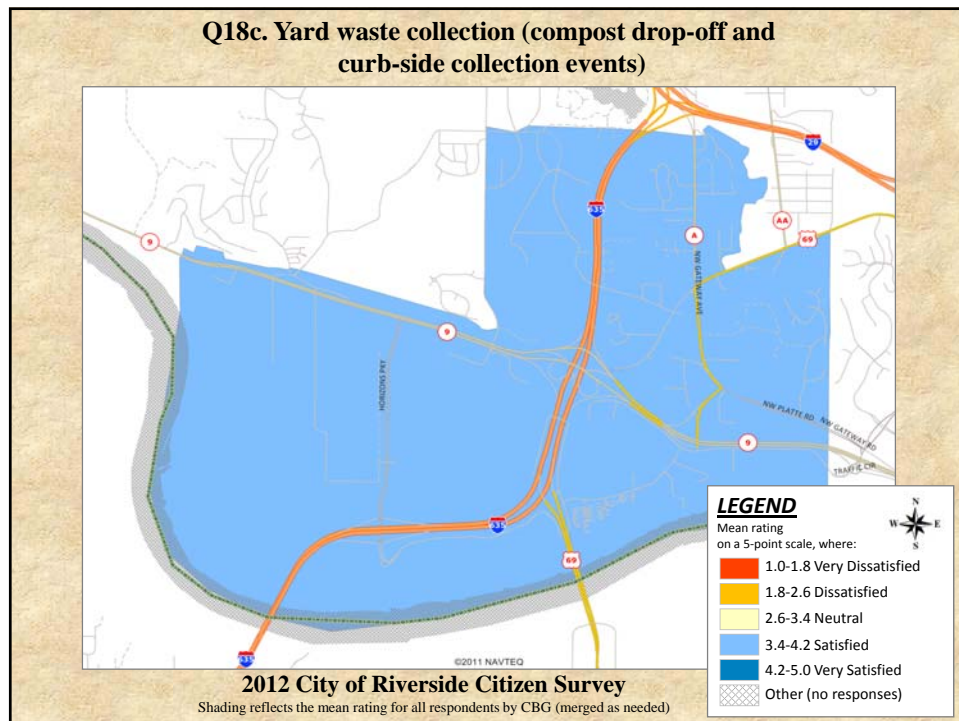 Q18c. Yard waste collection (compost drop-off and
curb-side collection events)
29
635
9
A
AA
69
NW GATEWAY AVE
9
HORIZONS PKY
NW PLATTE RD
NW GATEWAY RD
9
TRAFFIC CIR
635
69
635
©2011 NAVTEQ
LEGEND
Mean rating
on a 5-point scale, where:
N
W E
S
1.0-1.8 Very Dissatisfied
1.8-2.6 Dissatisfied
2.6-3.4 Neutral
3.4-4.2 Satisfied
4.2-5.0 Very Satisfied
Other (no responses)
2012 City of Riverside Citizen Survey
Shading reflects the mean rating for all respondents by CBG (merged as needed)